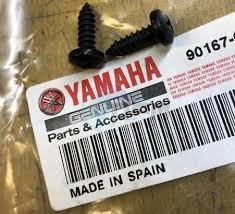 90167-
YAMAHA
GENUINE
Parts & Accessories
MADE IN SPAIN